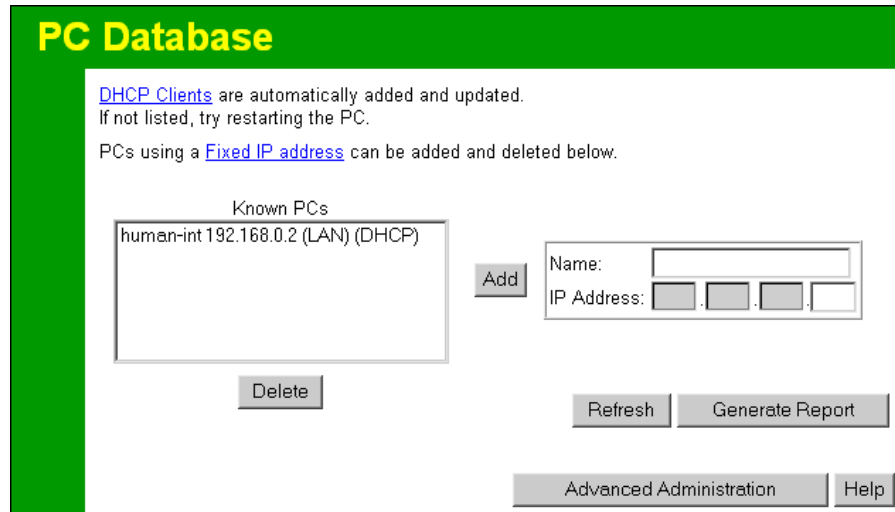 PC Database
DHCP Clients are automatically added and updated.
If not listed, try restarting the PC.
PCs using a Fixed IP address can be added and deleted below.
Known PCs
human-int 192.168.0.2 (LAN) (DHCP)
Add
Name:
IP Address: . . .
Delete
Refresh
Generate Report
Advanced Administration
Help